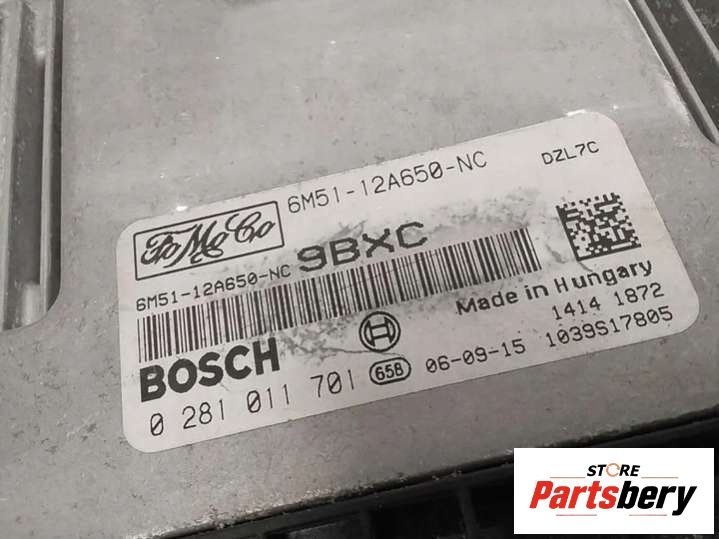 FoMoCo
6M51-12A650-NC
DZL7C
6M51-12A650-NC
9BXC
Made in Hungary
1414 1872
BOSCH
0 281 011 701
658
06-09-15
1039S17805
STORE
Partsbery